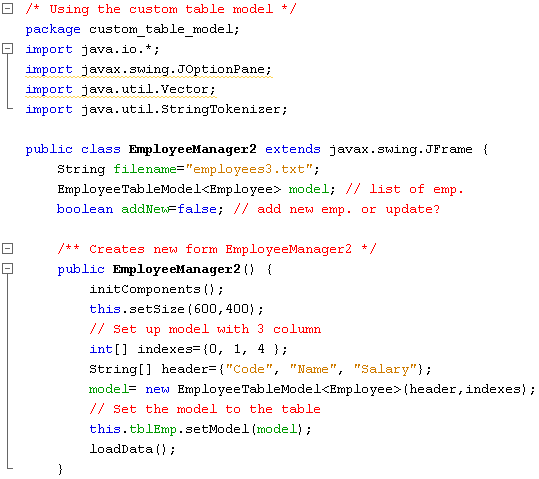 /* Using the custom table model */
package custom_table_model;
import java.io.*;
import javax.swing.JOptionPane;
import java.util.Vector;
import java.util.StringTokenizer;
public class EmployeeManager2 extends javax.swing.JFrame {
String filename="employees3.txt";
EmployeeTableModel<Employee> model; // list of emp.
boolean addNew=false; // add new emp. or update?
/** Creates new form EmployeeManager2 */
public EmployeeManager2() {
initComponents();
this.setSize(600,400);
// Set up model with 3 column
int[] indexes={0, 1, 4 };
String[] header={"Code", "Name", "Salary"};
model= new EmployeeTableModel<Employee>(header,indexes);
// Set the model to the table
this.tblEmp.setModel(model);
loadData();
}